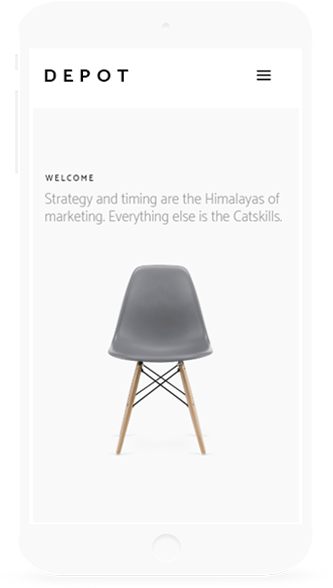 DEPOT
WELCOME
Strategy and timing are the Himalayas of
marketing. Everything else is the Catskills.